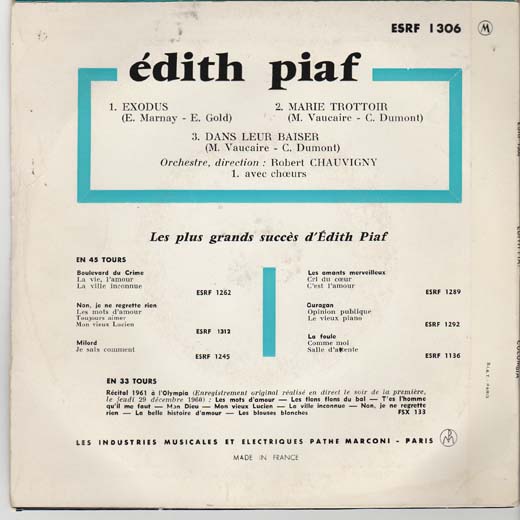 ESRF 1306 M
édith piaf
1. EXODUS
(E. Marnay - E. Gold)
2. MARIE TROTTOIR
(M. Vaucaire - C. Dumont)
3. DANS LEUR BAISER
(M. Vaucaire - C. Dumont)
Orchestre, direction : Robert CHAUVIGNY
1. avec chœurs
Les plus grands succès d'Édith Piaf
EN 45 TOURS
Boulevard du Crime
La vie, l'amour
La ville inconnue
ESRF 1262
Non, je ne regrette rien
Les mots d'amour
Toujours aimer
Mon vieux Lucien
ESRF 1312
Milord
Je sais comment
ESRF 1245
Les amants merveilleux
Cri du cœur
C'est l'amour
ESRF 1289
Ouragan
Opinion publique
Le vieux piano
ESRF 1292
La foule
Comme moi
Salle d'attente
ESRF 1136
EN 33 TOURS
Récital 1961 à l'Olympia (Enregistrement original réalisé en direct le soir de la première,
le jeudi 29 décembre 1960) : Les mots d'amour — Les flons flons du bal — T'es l'homme
qu'il me faut — Mon Dieu — Mon vieux Lucien — La ville inconnue — Non, je ne regrette
rien — La belle histoire d'amour — Les blouses blanches FSX 133
LES INDUSTRIES MUSICALES ET ELECTRIQUES PATHE MARCONI - PARIS
MADE IN FRANCE